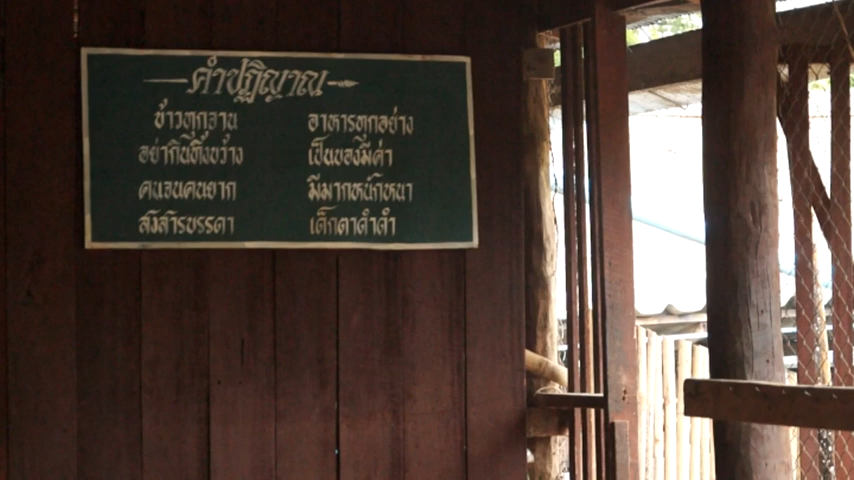 คำปฏิญาณ
ข้าวทุกจาน อาหารทุกอย่าง
อย่ากินทิ้งขว้าง เป็นของมีค่า
คนจนคนยาก มีมากหนักหนา
สงสารบรรดา เด็กตาดำดำ